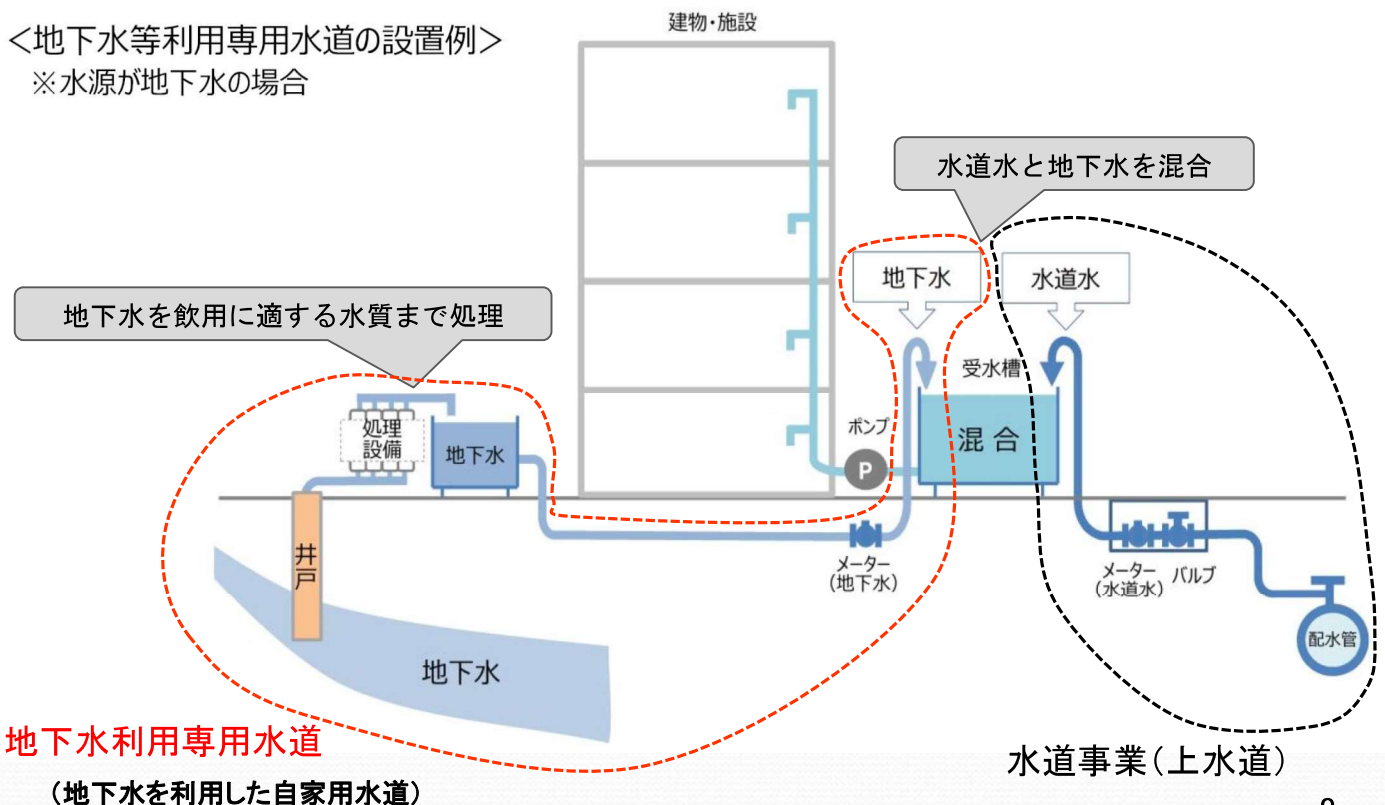 <地下水等利用専用水道の設置例>
※水源が地下水の場合
建物・施設
水道水と地下水を混合
地下水
水道水
地下水を飲用に適する水質まで処理
受水槽
処理
設備
地下水
ポンプ
P
混合
井戸
メーター
(地下水)
メーター
(水道水)
バルブ
配水管
地下水
地下水利用専用水道
(地下水を利用した自家用水道)
水道事業(上水道)